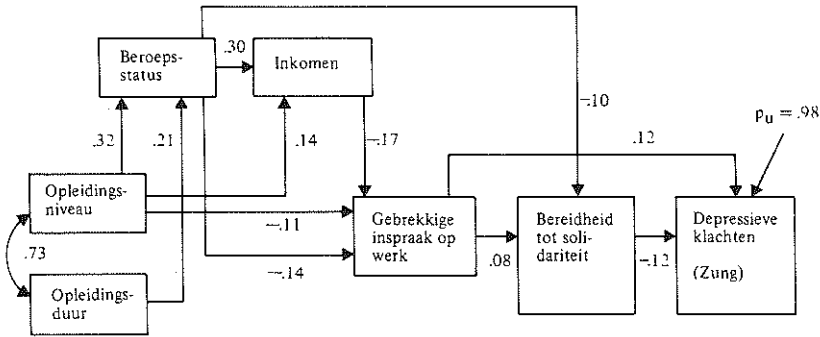 Beroeps-
status
.30
Inkomen
-.10
p_u = .98
.32
.21
.14
-.17
.12
Opleidings-
niveau
-.11
Gebrekkige
inspraak op
werk
Bereidheid
tot soli-
dariteit
Depressieve
klachten
(Zung)
.73
-.14
.08
-.12
Opleidings-
duur